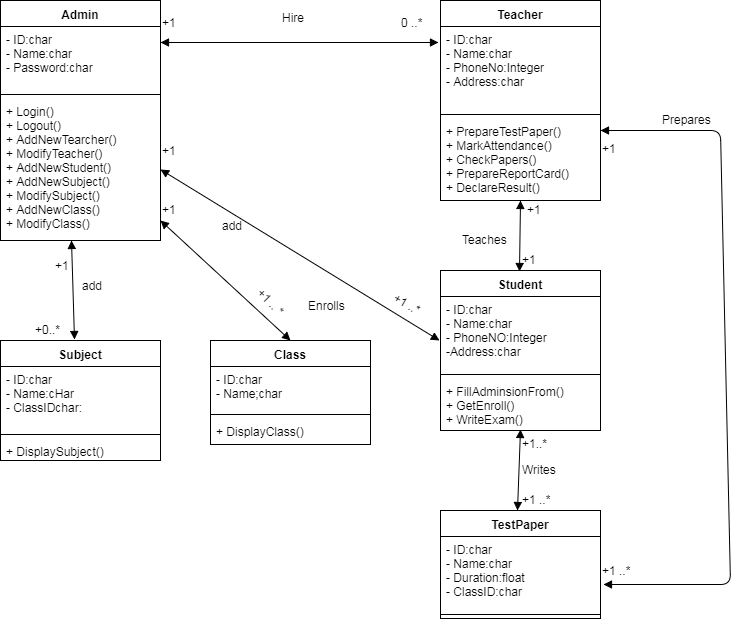 Admin
- ID:char
- Name:char
- Password:char
+ Login()
+ Logout()
+ AddNewTearcher()
+ ModifyTeacher()
+ AddNewStudent()
+ AddNewSubject()
+ ModifySubject()
+ AddNewClass()
+ ModifyClass()
+1
Hire
0 ..*
Teacher
- ID:char
- Name:char
- PhoneNo:Integer
- Address:char
+ PrepareTestPaper()
+ MarkAttendance()
+ CheckPapers()
+ PrepareReportCard()
+ DeclareResult()
Prepares
+1
+1
+1
add
+1
Teaches
+1
+1
add
+0..*
+1.. *
Enrolls
+1.. *
Subject
- ID:char
- Name:cHar
- ClassIDchar:
+ DisplaySubject()
Class
- ID:char
- Name;char
+ DisplayClass()
Student
- ID:char
- Name:char
- PhoneNO:Integer
-Address:char
+ FillAdminsionFrom()
+ GetEnroll()
+ WriteExam()
+1..*
Writes
+1 ..*
TestPaper
- ID:char
- Name:char
- Duration:float
- ClassID:char
+1 ..*